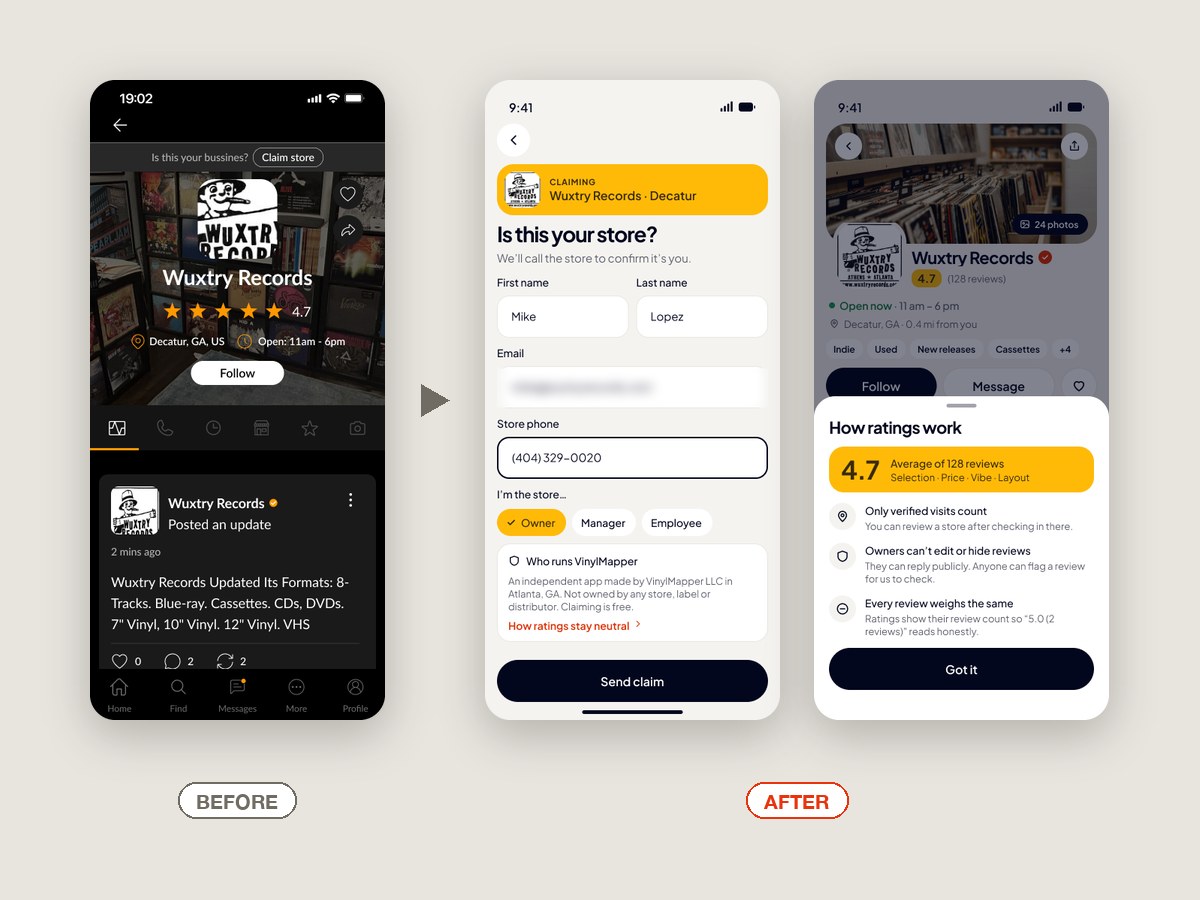 19:02
Is this your bussines?
Claim store
WUXTRY
RECORD
Wuxtry Records
4.7
Decatur, GA, US
Open: 11am - 6pm
Follow
Wuxtry Records
Posted an update
2 mins ago
Wuxtry Records Updated Its Formats: 8-
Tracks. Blue-ray. Cassettes. CDs, DVDs.
7" Vinyl, 10" Vinyl. 12" Vinyl. VHS
0
2
2
Home
Find
Messages
More
Profile
BEFORE
9:41
CLAIMING
Wuxtry Records · Decatur
Is this your store?
We'll call the store to confirm it's you.
First name
Last name
Mike
Lopez
Email
Store phone
(404) 329-0020
I'm the store…
Owner
Manager
Employee
Who runs VinylMapper
An independent app made by VinylMapper LLC in
Atlanta, GA. Not owned by any store, label or
distributor. Claiming is free.
How ratings stay neutral
Send claim
9:41
24 photos
WUXTRY
RECORDS
ATHENS ★ ATLANTA
Wuxtry Records
4.7
(128 reviews)
Open now · 11 am – 6 pm
Decatur, GA · 0.4 mi from you
Indie
Used
New releases
Cassettes
+4
Follow
Message
How ratings work
4.7
Average of 128 reviews
Selection · Price · Vibe · Layout
Only verified visits count
You can review a store after checking in there.
Owners can't edit or hide reviews
They can reply publicly. Anyone can flag a review
for us to check.
Every review weighs the same
Ratings show their review count so "5.0 (2
reviews)" reads honestly.
Got it
AFTER